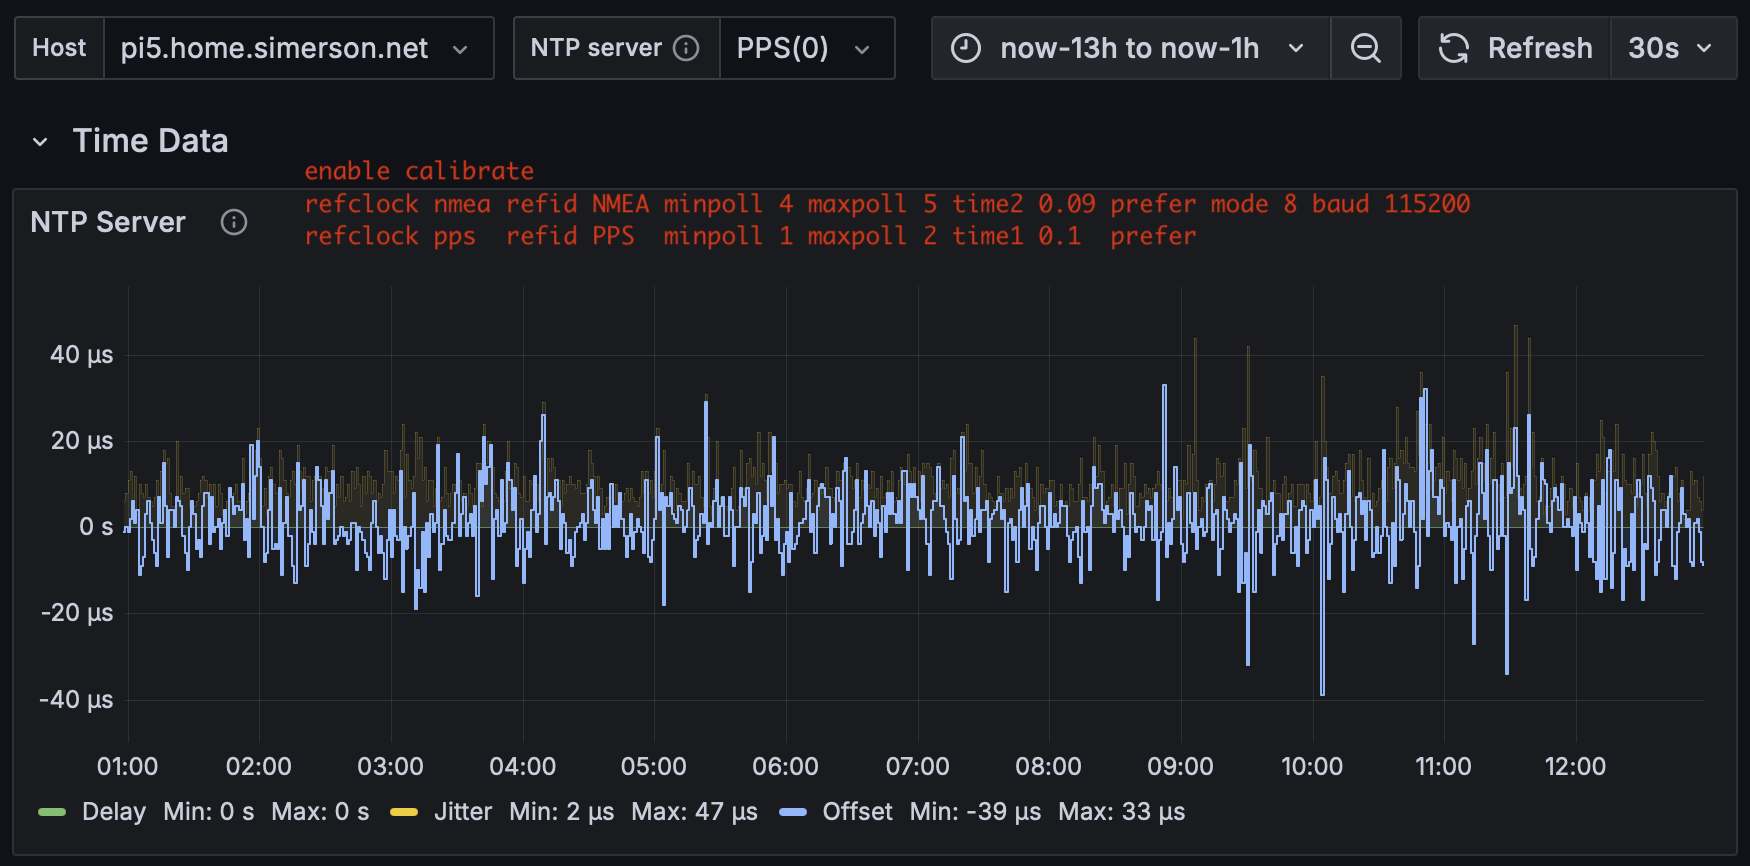 Host pi5.home.simerson.net NTP server PPS(0) now-13h to now-1h Refresh 30s
Time Data
enable calibrate
refclock nmea refid NMEA minpoll 4 maxpoll 5 time2 0.09 prefer mode 8 baud 115200
NTP Server
refclock pps  refid PPS  minpoll 1 maxpoll 2 time1 0.1  prefer
40 µs
20 µs
0 s
-20 µs
-40 µs
01:00 02:00 03:00 04:00 05:00 06:00 07:00 08:00 09:00 10:00 11:00 12:00
Delay Min: 0 s Max: 0 s Jitter Min: 2 µs Max: 47 µs Offset Min: -39 µs Max: 33 µs